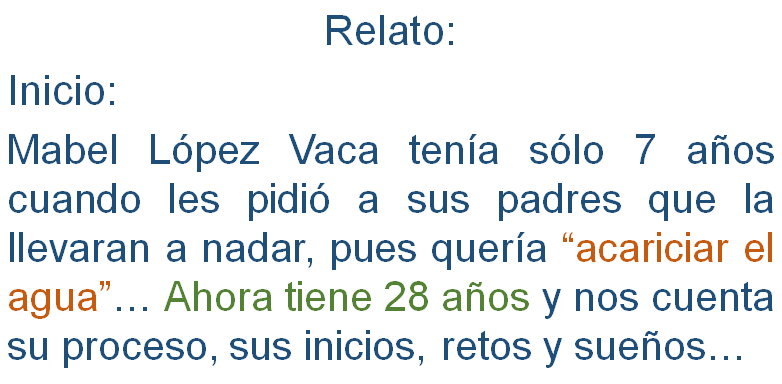 Relato:
Inicio:
Mabel López Vaca tenía sólo 7 años
cuando les pidió a sus padres que la
llevaran a nadar, pues quería “acariciar el
agua”… Ahora tiene 28 años y nos cuenta
su proceso, sus inicios, retos y sueños…